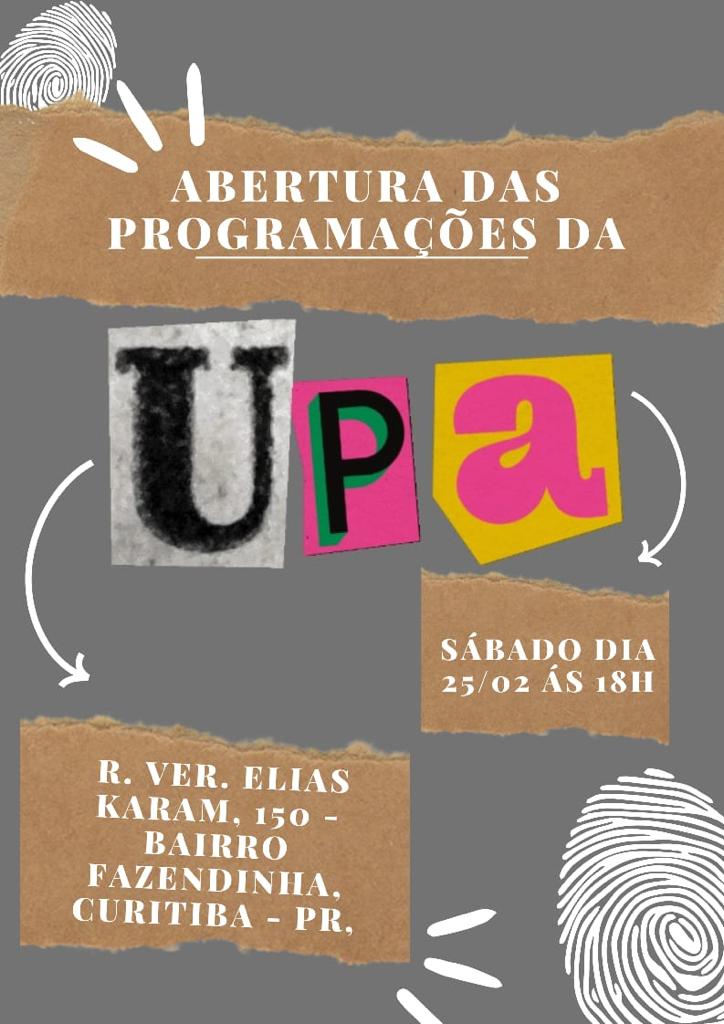 ABERTURA DAS
PROGRAMAÇÕES DA
UPa
SÁBADO DIA
25/02 ÁS 18H
R. VER. ELIAS
KARAM, 150 -
BAIRRO
FAZENDINHA,
CURITIBA - PR,